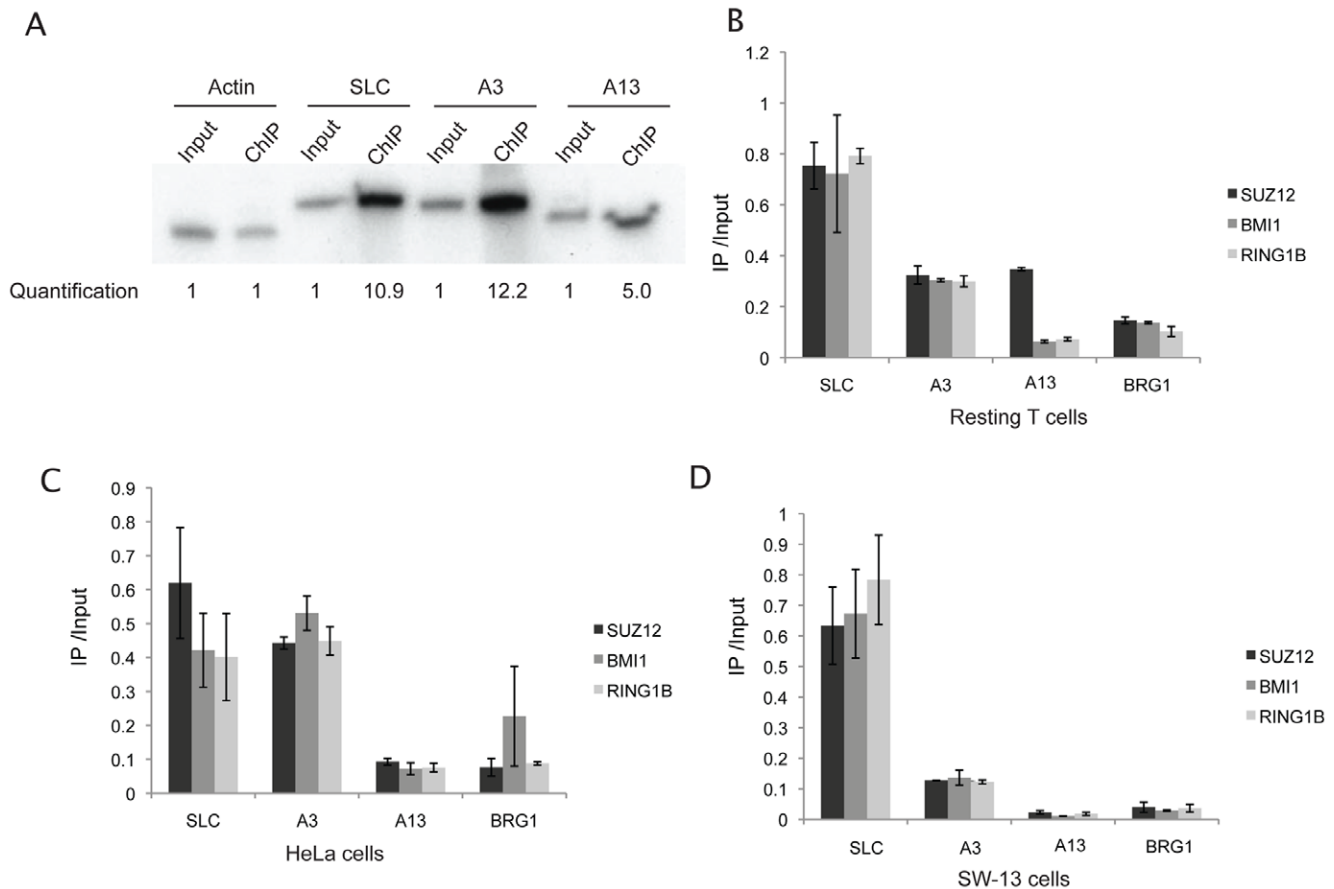 A
Actin SLC A3 A13
Input ChIP Input ChIP Input ChIP Input ChIP
Quantification 1 1 1 10.9 1 12.2 1 5.0
B
IP /Input
1.2
1
0.8
0.6
0.4
0.2
0
SLC A3 A13 BRG1
Resting T cells
SUZ12
BMI1
RING1B
C
IP /Input
0.9
0.8
0.7
0.6
0.5
0.4
0.3
0.2
0.1
0
SLC A3 A13 BRG1
HeLa cells
SUZ12
BMI1
RING1B
D
IP /Input
1
0.9
0.8
0.7
0.6
0.5
0.4
0.3
0.2
0.1
0
SLC A3 A13 BRG1
SW-13 cells
SUZ12
BMI1
RING1B